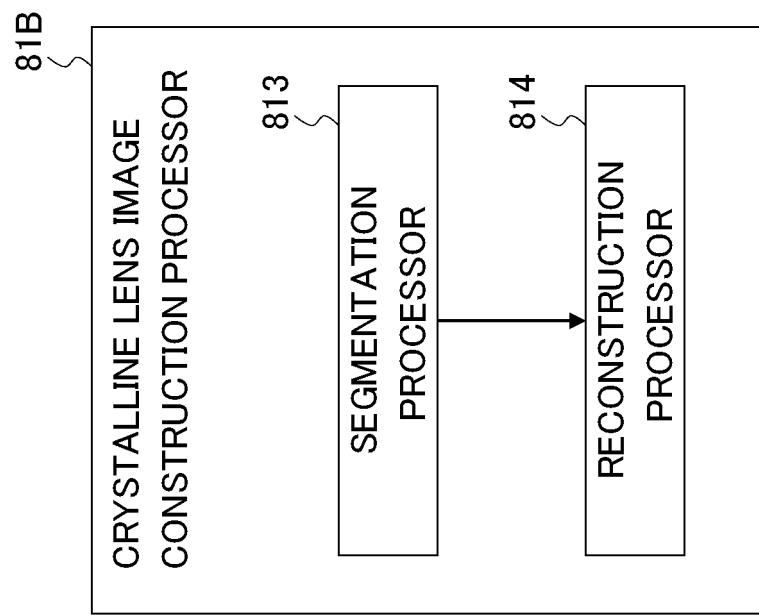 81B
CRYSTALLINE LENS IMAGE
CONSTRUCTION PROCESSOR
813
SEGMENTATION
PROCESSOR
814
RECONSTRUCTION
PROCESSOR